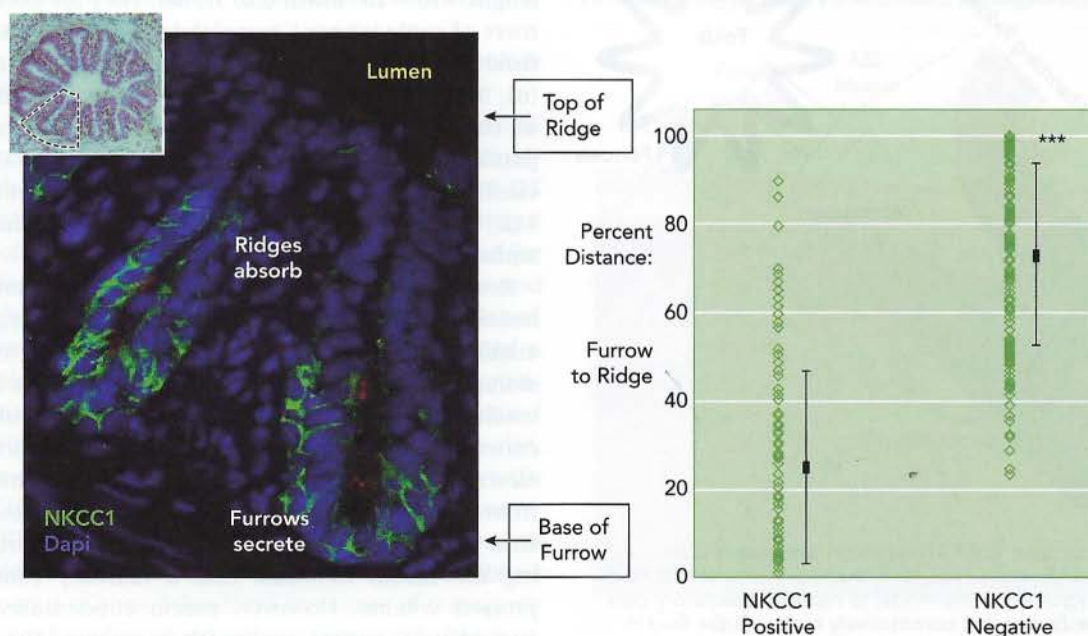 Lumen
Ridges
absorb
NKCC1
Dapi
Furrows
secrete
Top of
Ridge
Base of
Furrow
Percent
Distance:
Furrow
to Ridge
100
80
60
40
20
0
***
NKCC1
Positive
NKCC1
Negative